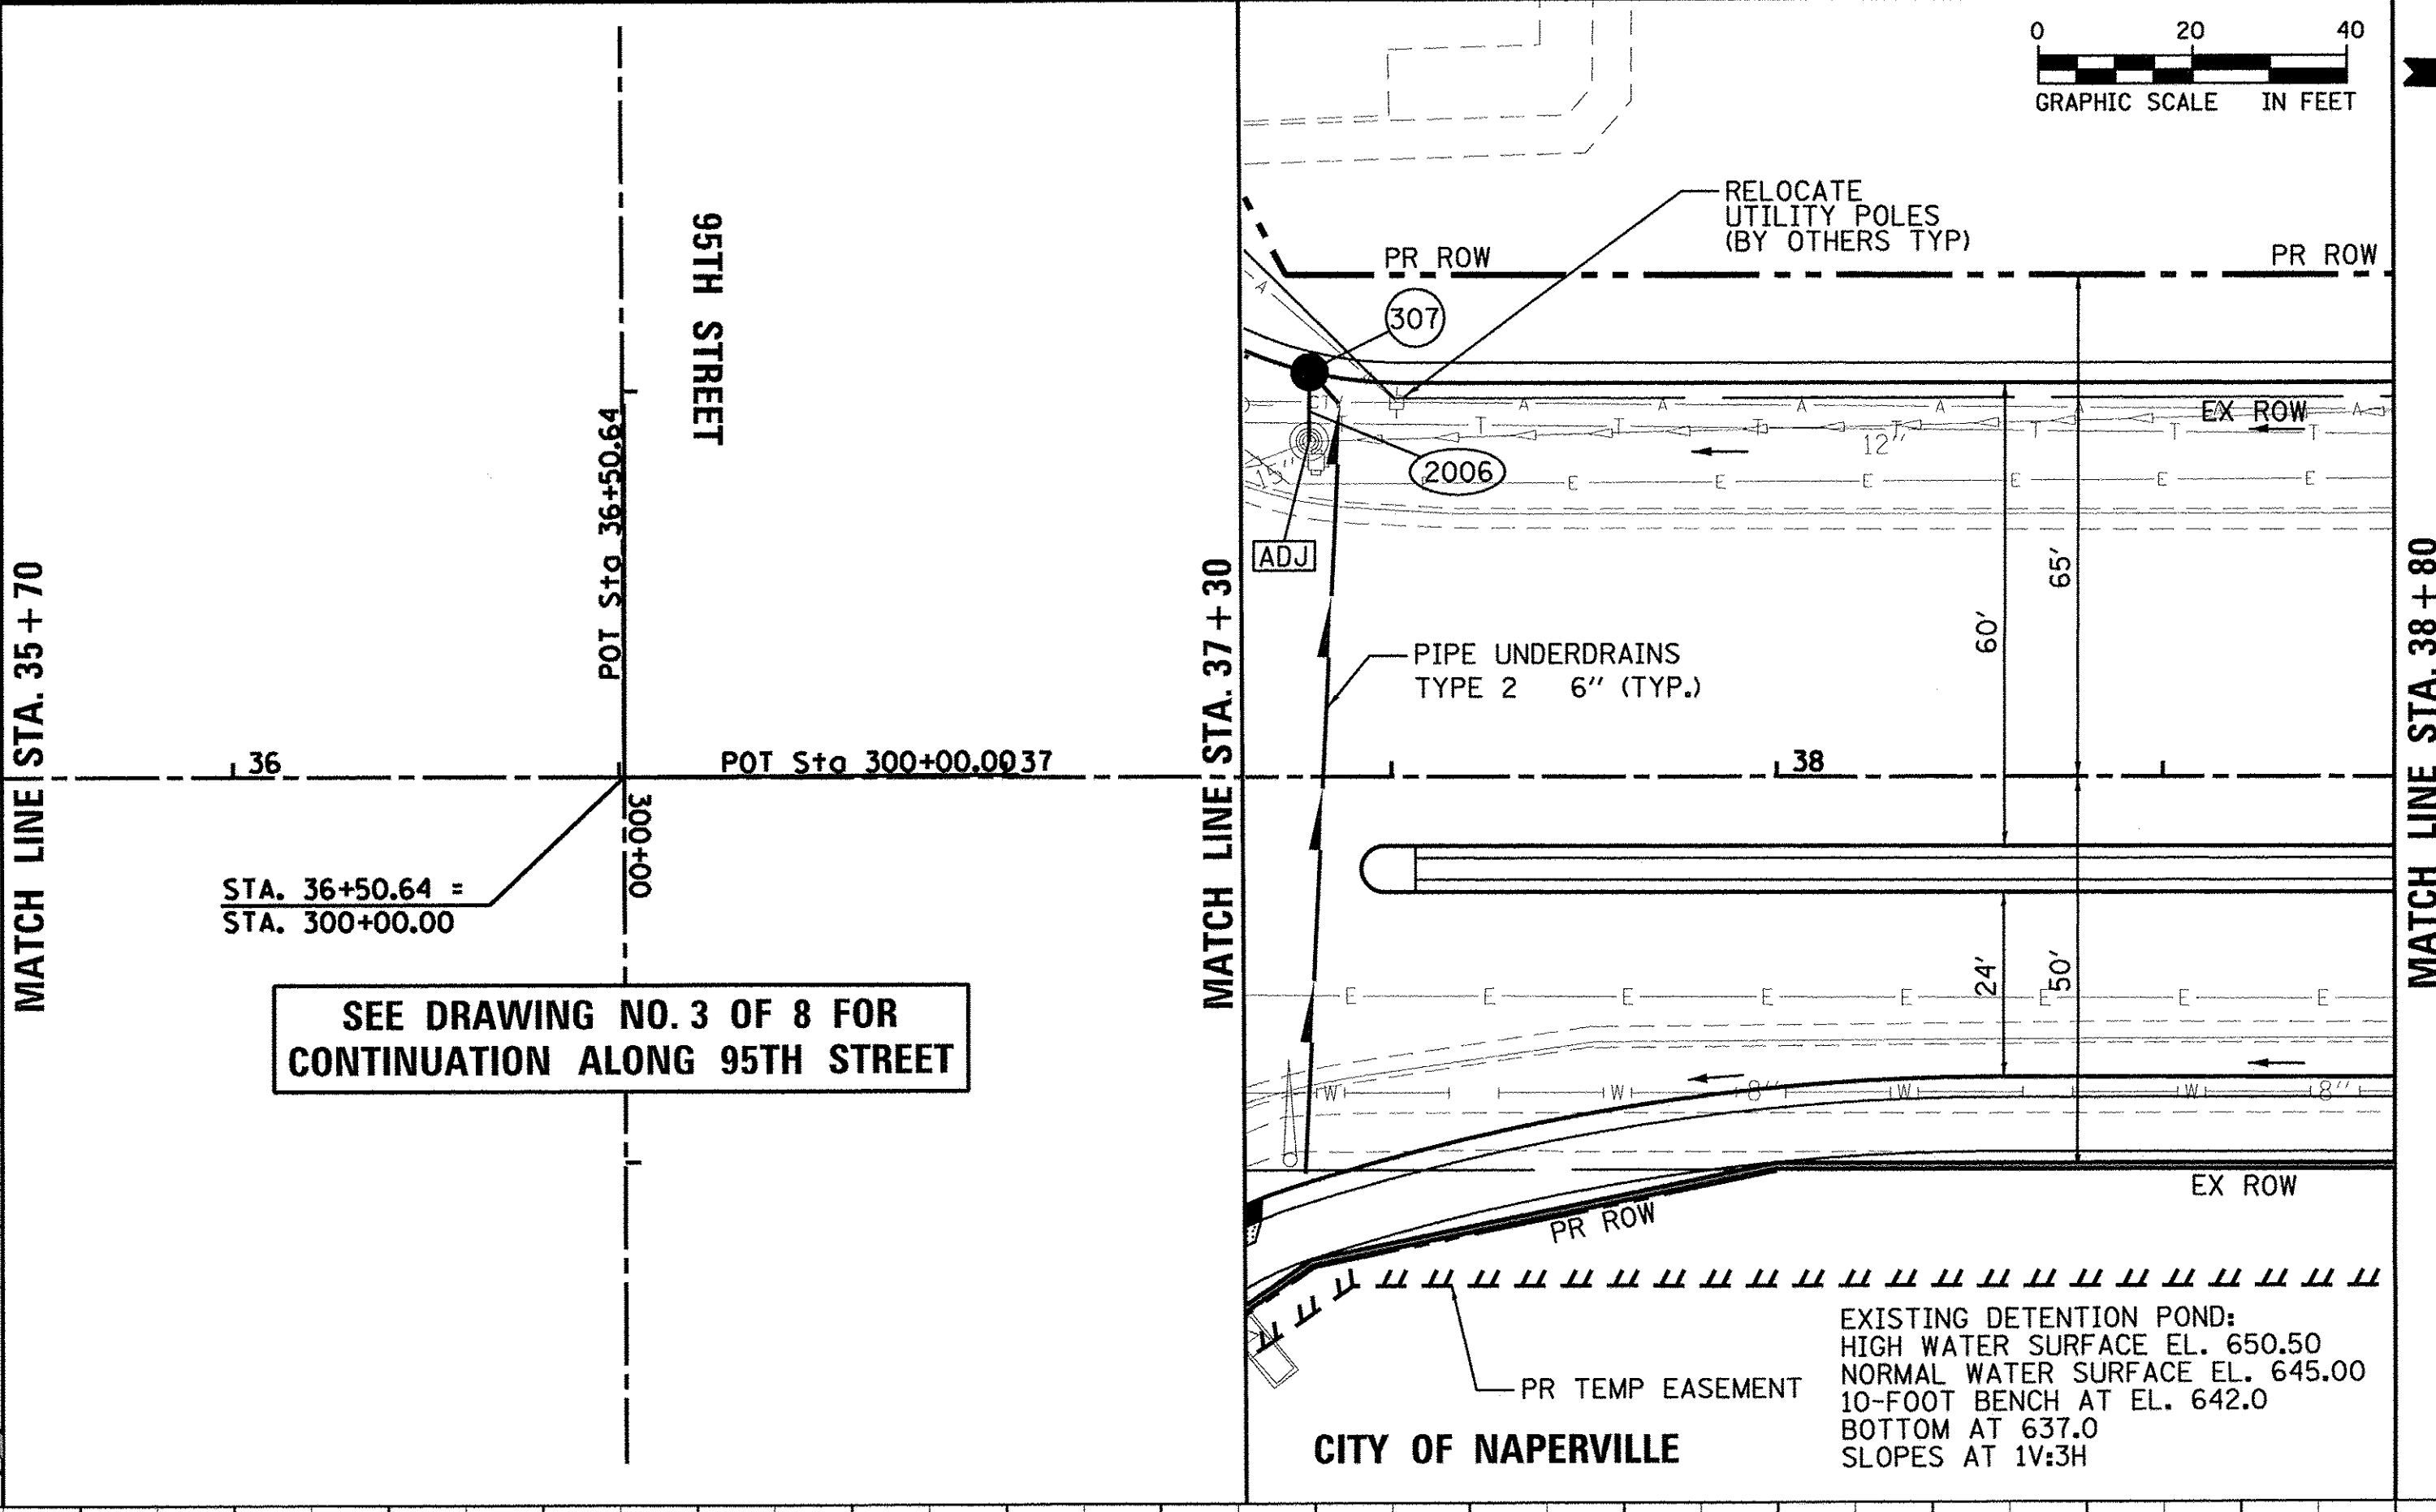 0 20 40
GRAPHIC SCALE IN FEET
RELOCATE
UTILITY POLES
(BY OTHERS TYP)
PR ROW
PR ROW
307
95TH STREET
POT Sta 36+50.64
A
A A A A A A
EX ROW
T T T T T T T
12"
15"
2006
E E E E E E
ADJ
MATCH LINE STA. 35+70
MATCH LINE STA. 37+30
MATCH LINE STA. 38+80
60'
65'
PIPE UNDERDRAINS
TYPE 2 6" (TYP.)
36
POT Sta 300+00.00
37
38
300+00
STA. 36+50.64 =
STA. 300+00.00
24'
50'
SEE DRAWING NO. 3 OF 8 FOR
CONTINUATION ALONG 95TH STREET
E E E E E E E E
W W 8" W W 8"
EX ROW
PR ROW
PR TEMP EASEMENT
EXISTING DETENTION POND:
HIGH WATER SURFACE EL. 650.50
NORMAL WATER SURFACE EL. 645.00
10-FOOT BENCH AT EL. 642.0
BOTTOM AT 637.0
SLOPES AT 1V:3H
CITY OF NAPERVILLE